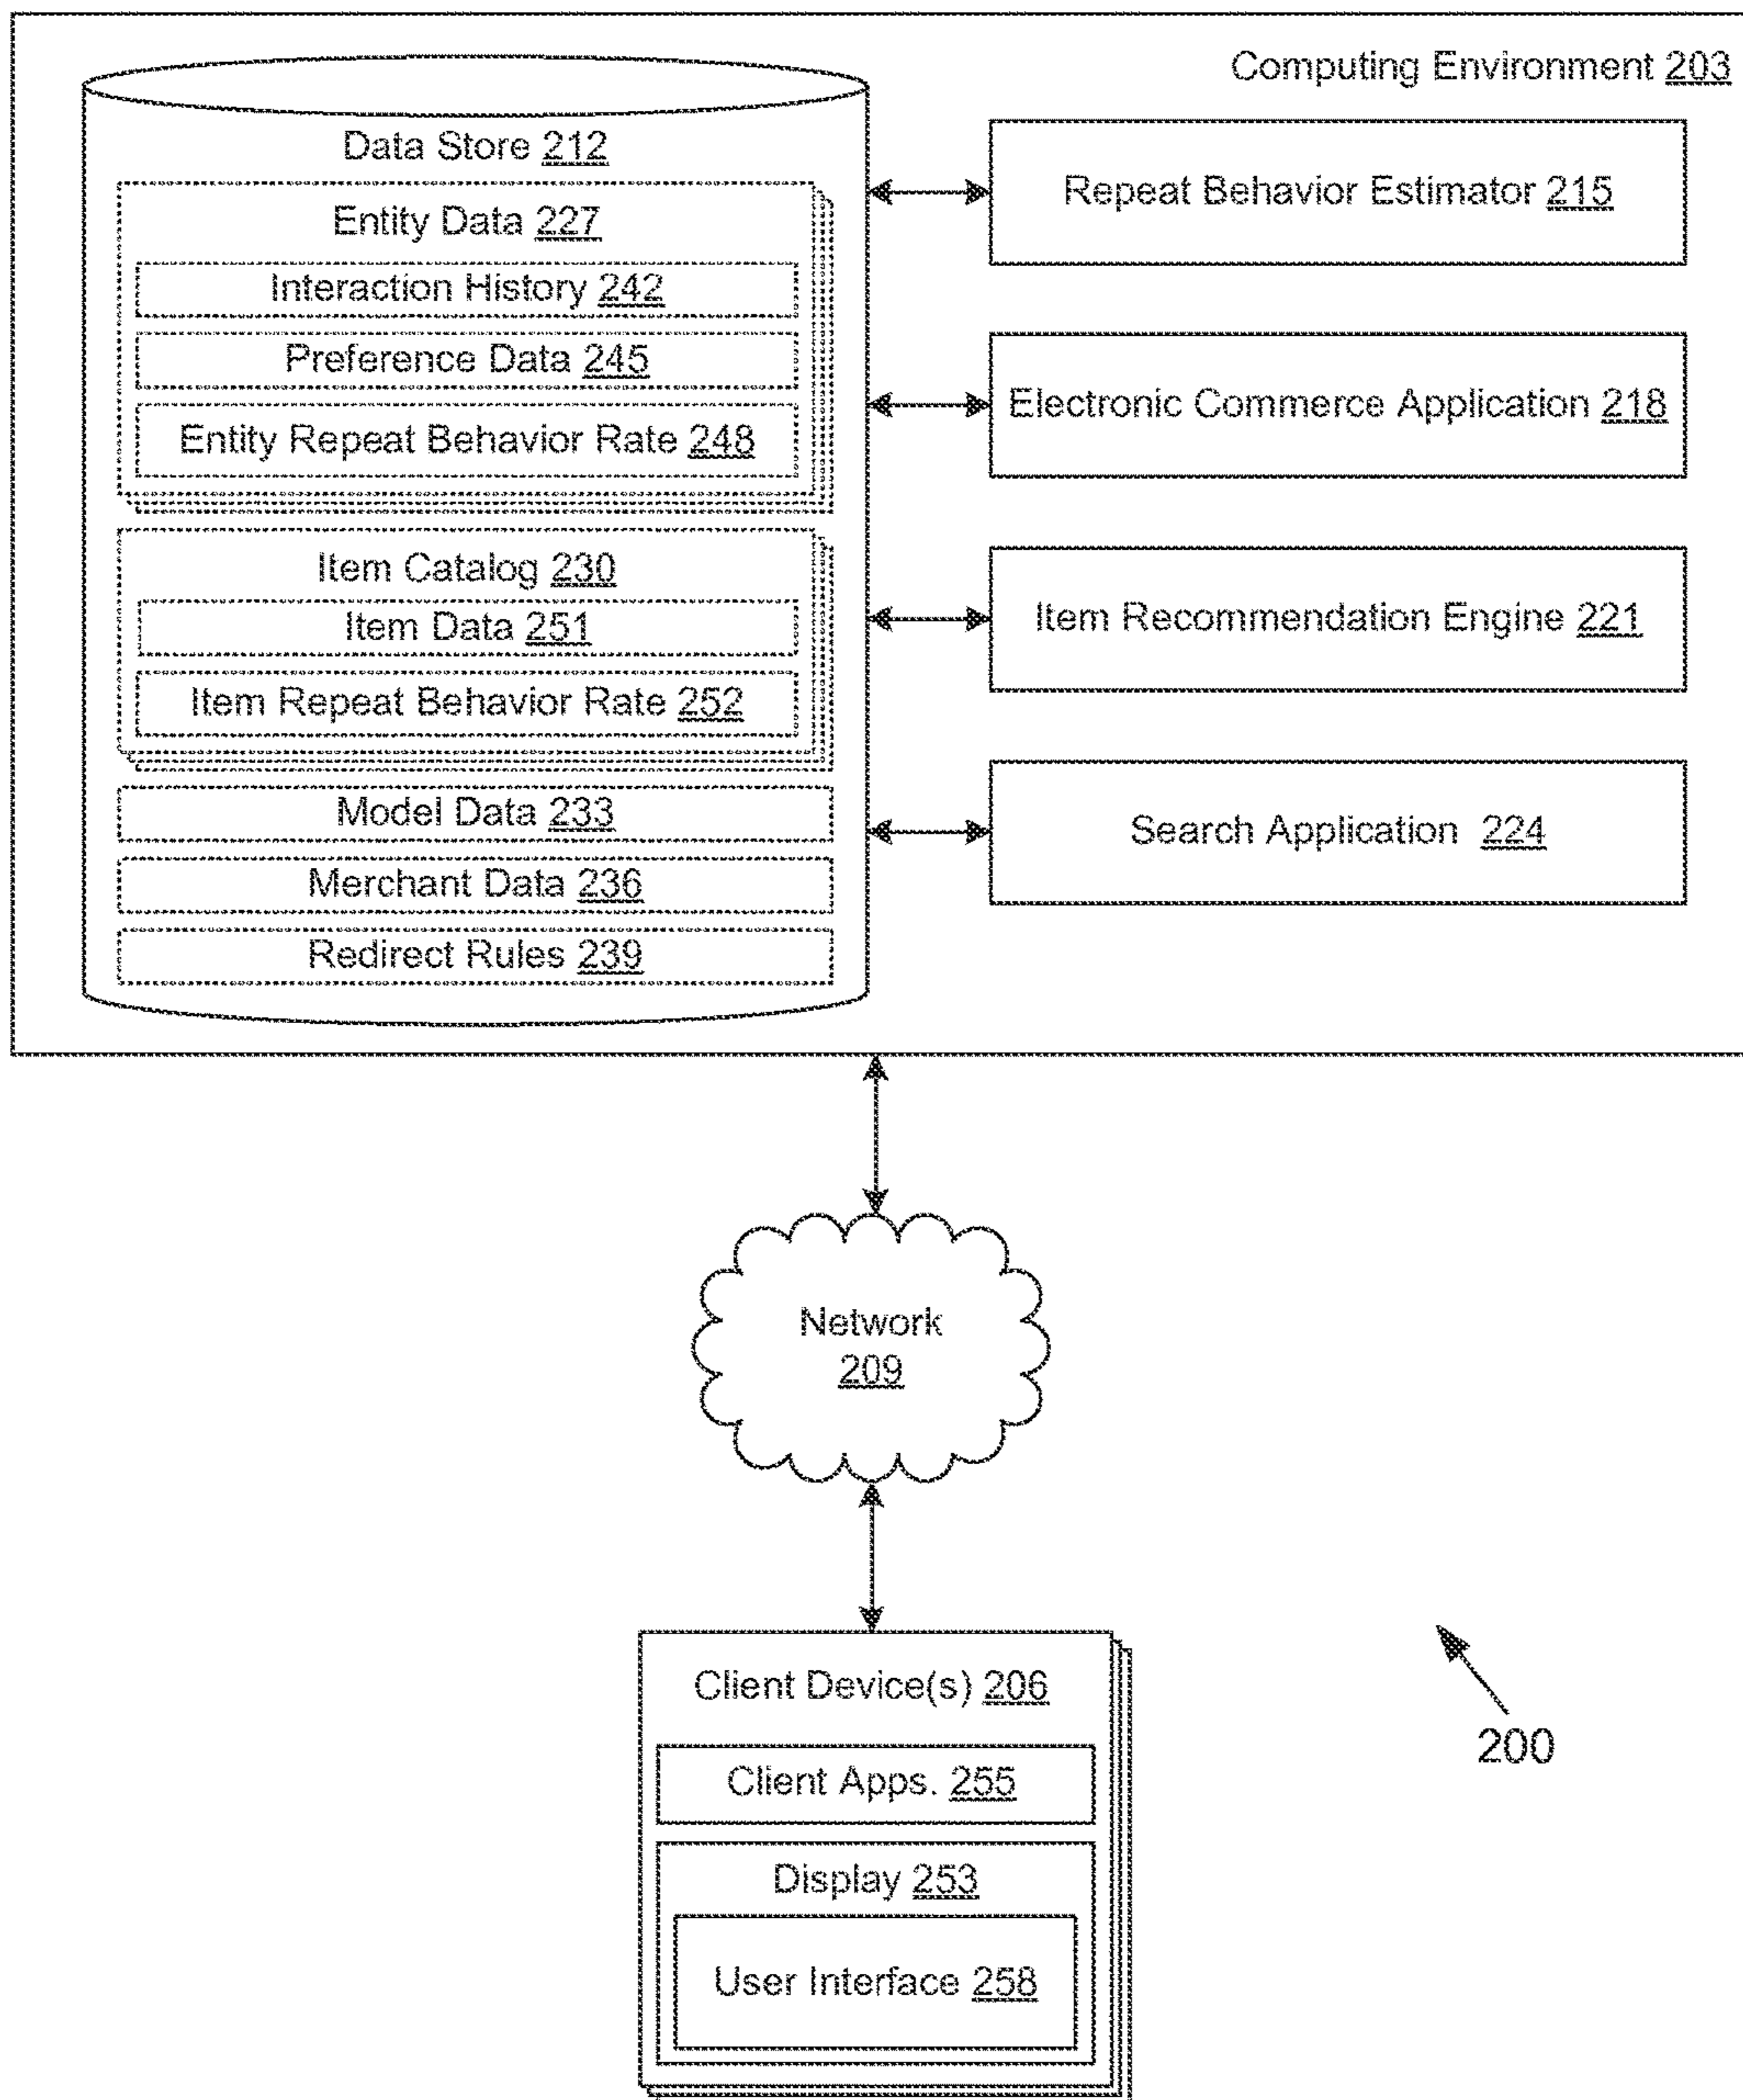 Computing Environment 203
Data Store 212
Entity Data 227
Interaction History 242
Preference Data 245
Entity Repeat Behavior Rate 248
Item Catalog 230
Item Data 251
Item Repeat Behavior Rate 252
Model Data 233
Merchant Data 236
Redirect Rules 239
Repeat Behavior Estimator 215
Electronic Commerce Application 218
Item Recommendation Engine 221
Search Application 224
Network
209
Client Device(s) 206
Client Apps. 255
Display 253
User Interface 258
200